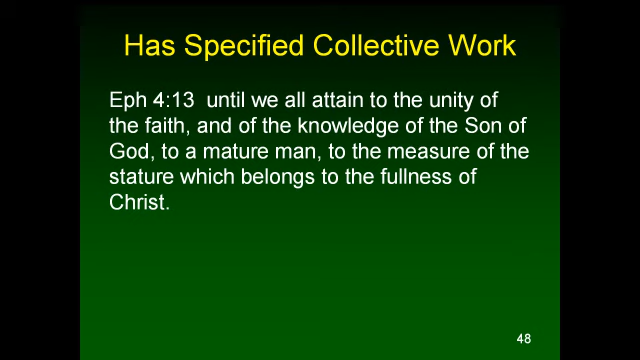 Has Specified Collective Work
Eph 4:13  until we all attain to the unity of
the faith, and of the knowledge of the Son of
God, to a mature man, to the measure of the
stature which belongs to the fullness of
Christ.
48